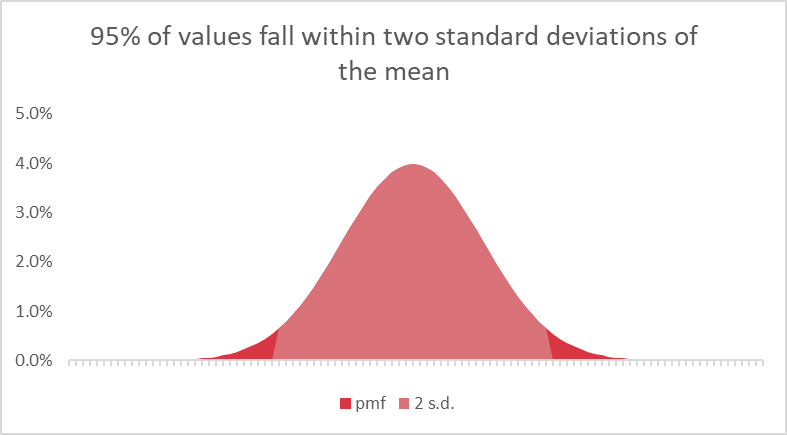 95% of values fall within two standard deviations of
the mean
5.0%
4.0%
3.0%
2.0%
1.0%
0.0%
pmf 2 s.d.